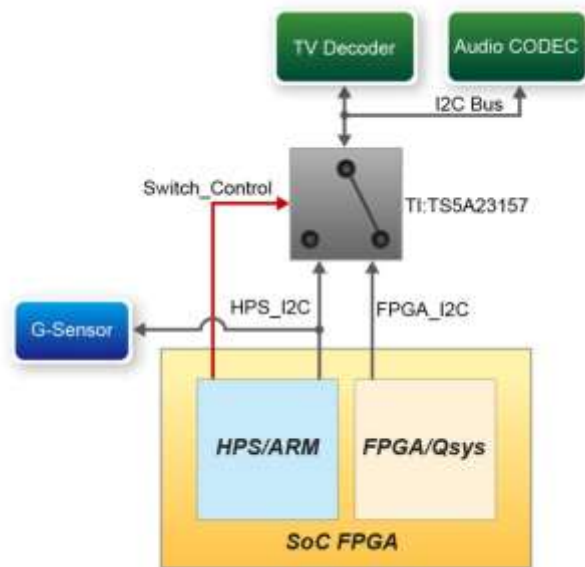 TV Decoder
Audio CODEC
I2C Bus
Switch_Control
TI:TS5A23157
HPS_I2C
FPGA_I2C
G-Sensor
HPS/ARM
FPGA/Qsys
SoC FPGA